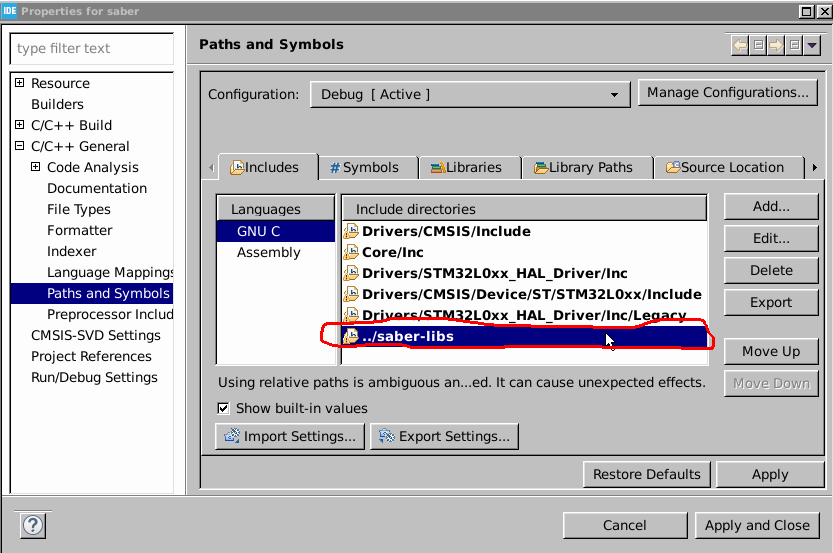 IDE Properties for saber
type filter text
Resource
Builders
C/C++ Build
C/C++ General
Code Analysis
Documentation
File Types
Formatter
Indexer
Language Mappings
Paths and Symbols
Preprocessor Includ
CMSIS-SVD Settings
Project References
Run/Debug Settings
Paths and Symbols
Configuration: Debug [ Active ] Manage Configurations...
Includes # Symbols Libraries Library Paths Source Location
Languages
GNU C
Assembly
Include directories
Drivers/CMSIS/Include
Core/Inc
Drivers/STM32L0xx_HAL_Driver/Inc
Drivers/CMSIS/Device/ST/STM32L0xx/Include
Drivers/STM32L0xx_HAL_Driver/Inc/Legacy
../saber-libs
Add...
Edit...
Delete
Export
Move Up
Move Down
Using relative paths is ambiguous an...ed. It can cause unexpected effects.
Show built-in values
Import Settings... Export Settings...
Restore Defaults Apply
? Cancel Apply and Close